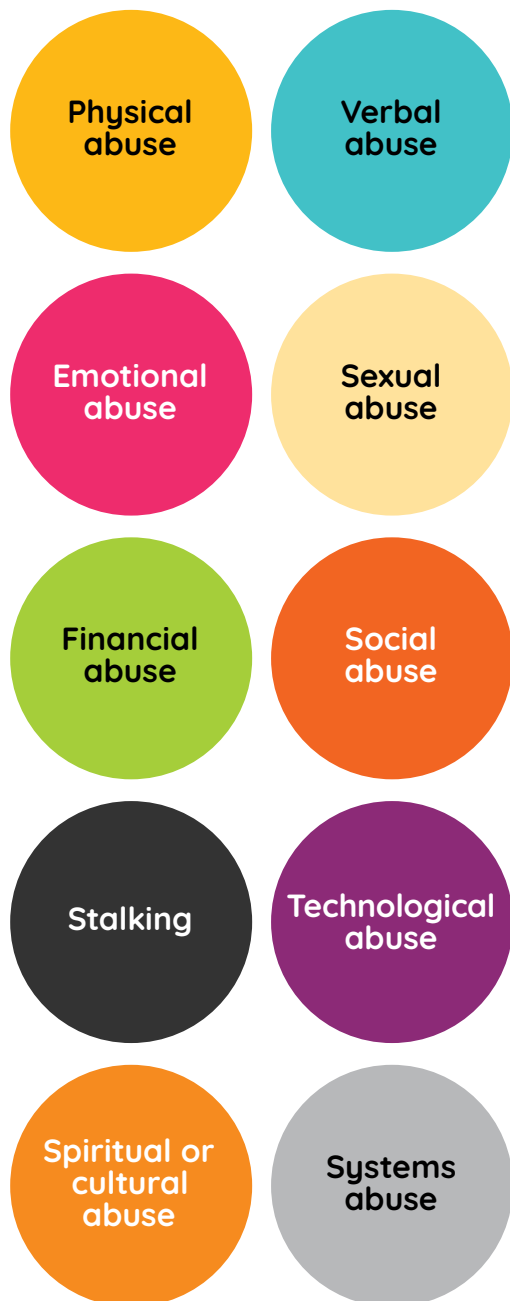 Physical
abuse
Verbal
abuse
Emotional
abuse
Sexual
abuse
Financial
abuse
Social
abuse
Stalking
Technological
abuse
Spiritual or
cultural
abuse
Systems
abuse